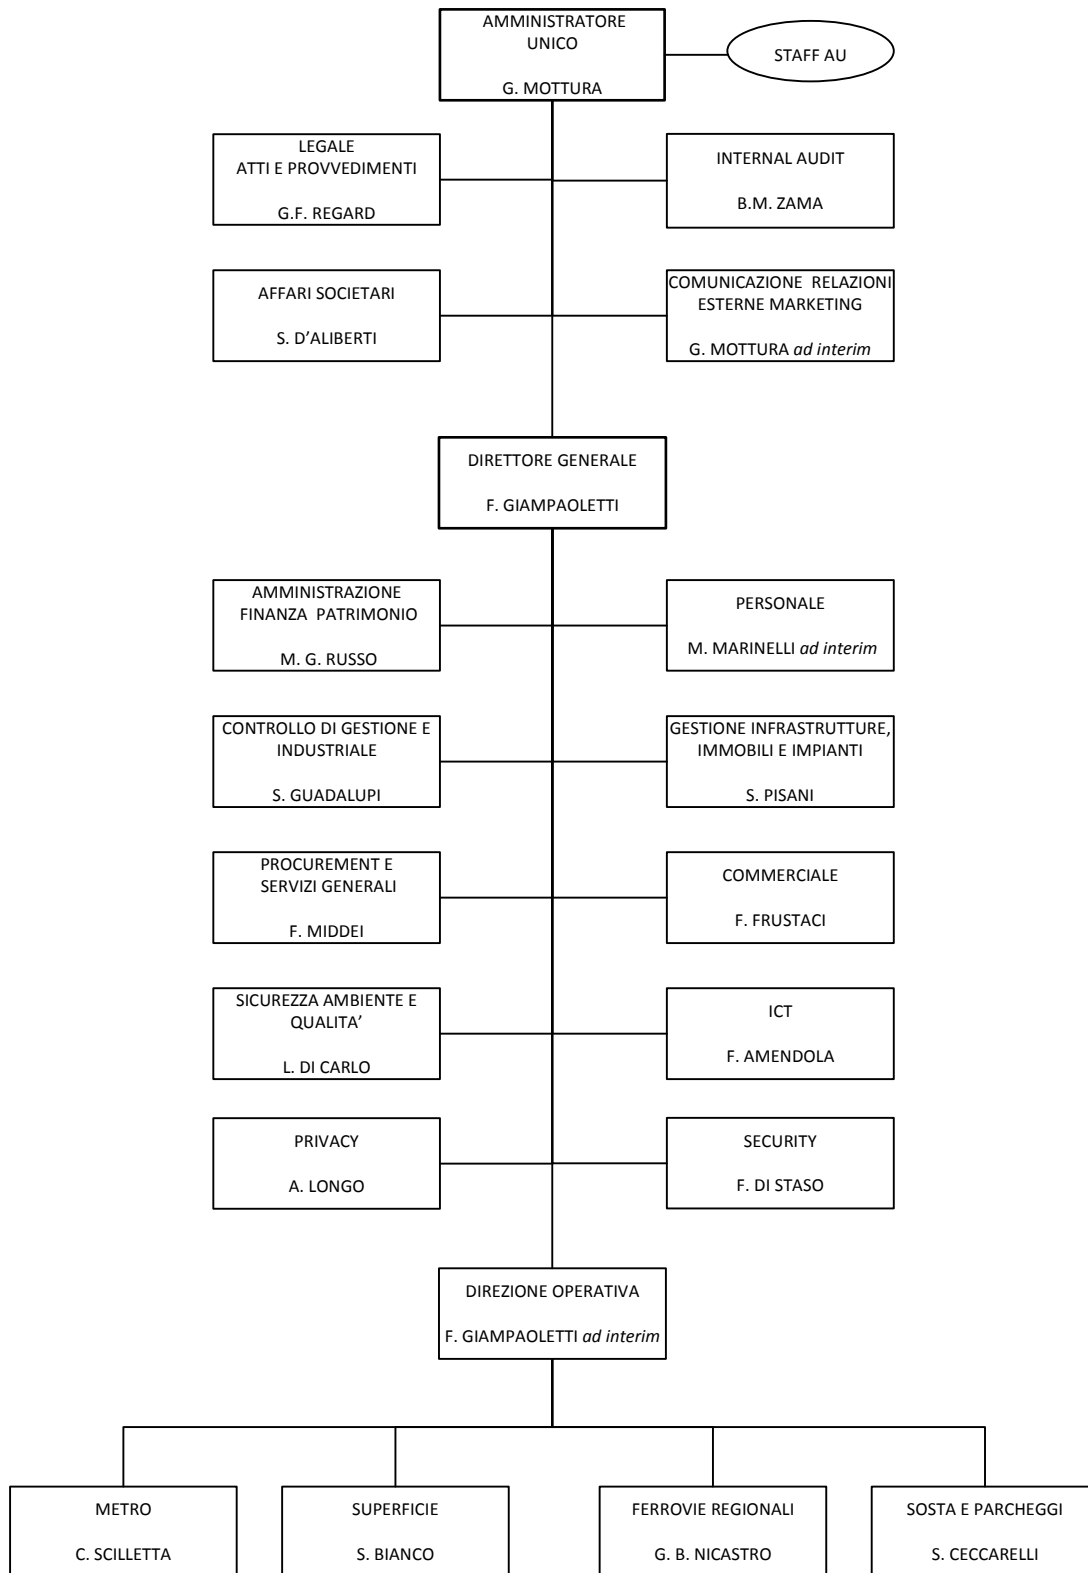 AMMINISTRATORE
UNICO
G. MOTTURA
STAFF AU
LEGALE
ATTI E PROVVEDIMENTI
G.F. REGARD
INTERNAL AUDIT
B.M. ZAMA
AFFARI SOCIETARI
S. D’ALIBERTI
COMUNICAZIONE RELAZIONI
ESTERNE MARKETING
G. MOTTURA ad interim
DIRETTORE GENERALE
F. GIAMPAOLETTI
AMMINISTRAZIONE
FINANZA PATRIMONIO
M. G. RUSSO
PERSONALE
M. MARINELLI ad interim
CONTROLLO DI GESTIONE E
INDUSTRIALE
S. GUADALUPI
GESTIONE INFRASTRUTTURE,
IMMOBILI E IMPIANTI
S. PISANI
PROCUREMENT E
SERVIZI GENERALI
F. MIDDEI
COMMERCIALE
F. FRUSTACI
SICUREZZA AMBIENTE E
QUALITA’
L. DI CARLO
ICT
F. AMENDOLA
PRIVACY
A. LONGO
SECURITY
F. DI STASO
DIREZIONE OPERATIVA
F. GIAMPAOLETTI ad interim
METRO
C. SCILLETTA
SUPERFICIE
S. BIANCO
FERROVIE REGIONALI
G. B. NICASTRO
SOSTA E PARCHEGGI
S. CECCARELLI